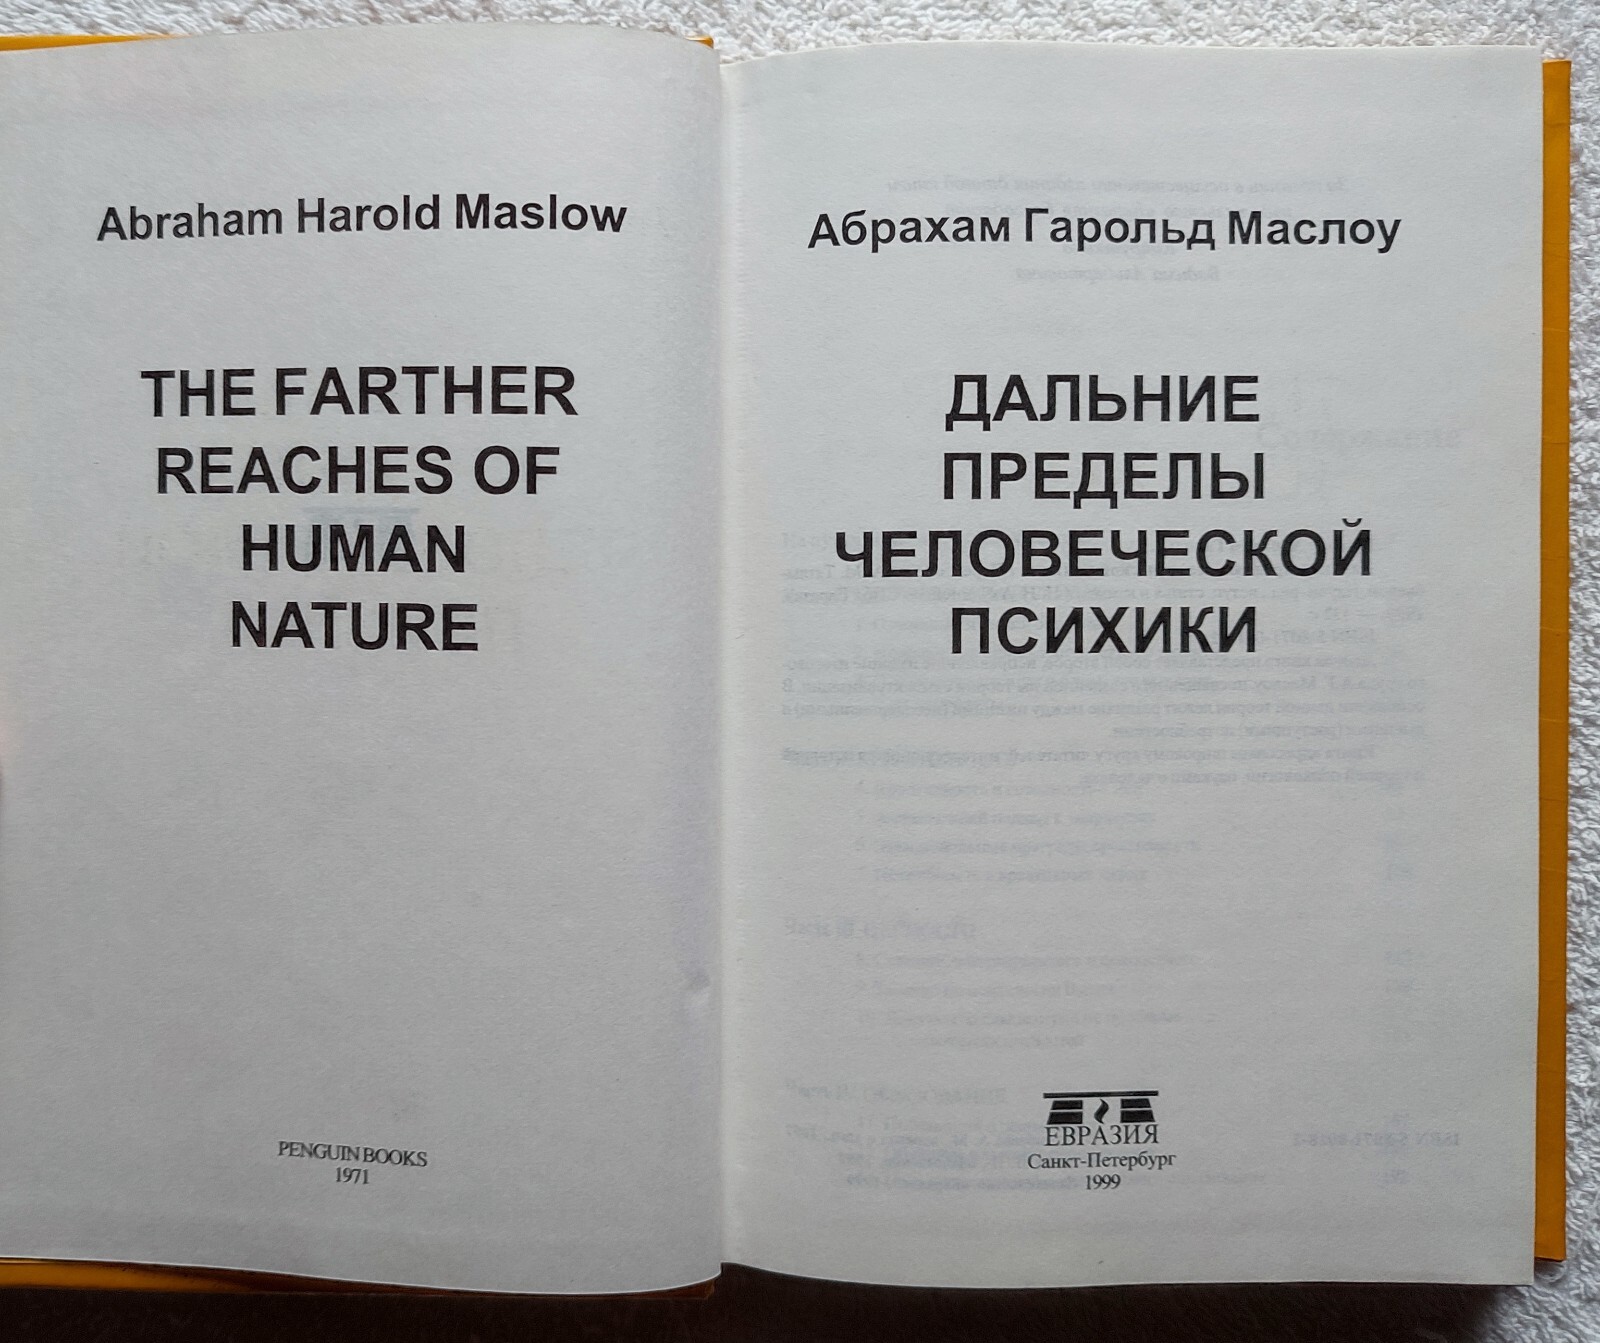 Abraham Harold Maslow
THE FARTHER
REACHES OF
HUMAN
NATURE
PENGUIN BOOKS
1971
Абрахам Гарольд Маслоу
ДАЛЬНИЕ
ПРЕДЕЛЫ
ЧЕЛОВЕЧЕСКОЙ
ПСИХИКИ
ЕВРАЗИЯ
Санкт-Петербург
1999